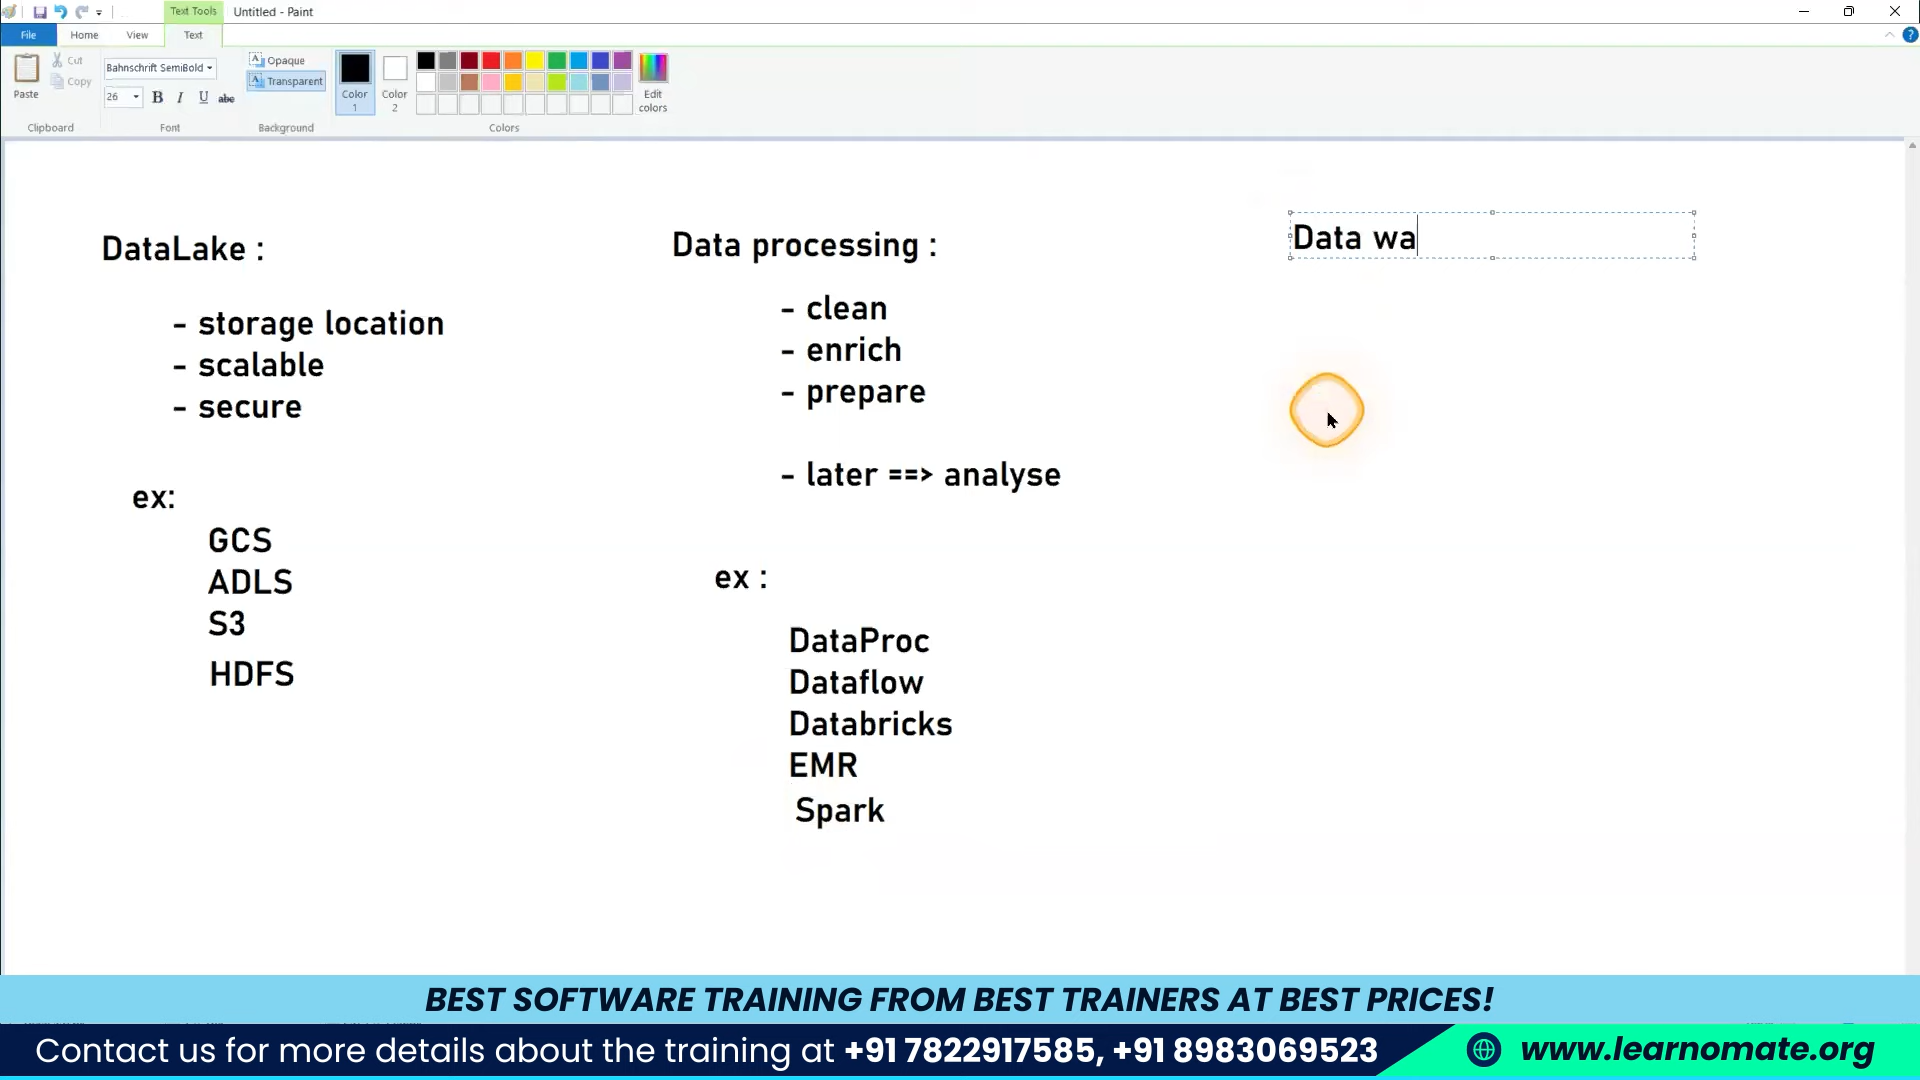 Text Tools
Untitled - Paint
File
Home
View
Text
Paste
Cut
Copy
Clipboard
Bahnschrift SemiBold
26
B
I
U
abc
Font
Opaque
Transparent
Background
Color 1
Color 2
Edit colors
Colors
DataLake :
- storage location
- scalable
- secure
ex:
GCS
ADLS
S3
HDFS
Data processing :
- clean
- enrich
- prepare
- later ==> analyse
ex :
DataProc
Dataflow
Databricks
EMR
Spark
Data wa
BEST SOFTWARE TRAINING FROM BEST TRAINERS AT BEST PRICES!
Contact us for more details about the training at +91 7822917585, +91 8983069523
www.learnomate.org